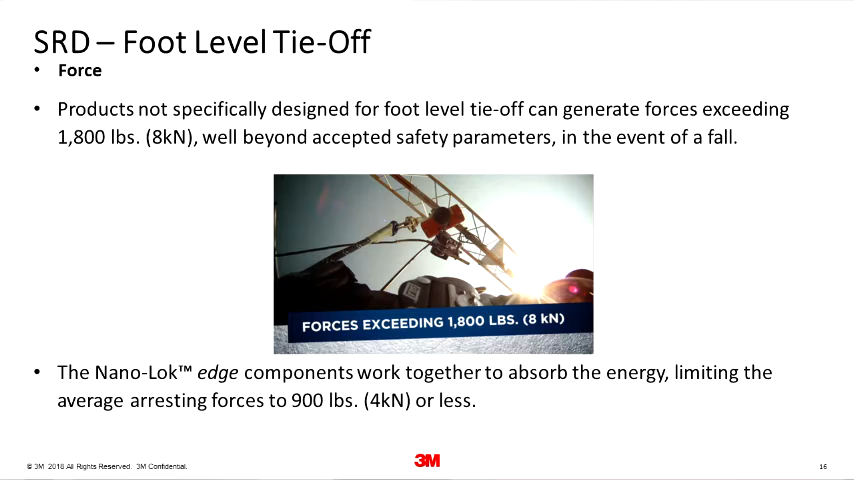 SRD – Foot Level Tie-Off
• Force
• Products not specifically designed for foot level tie-off can generate forces exceeding
1,800 lbs. (8kN), well beyond accepted safety parameters, in the event of a fall.
FORCES EXCEEDING 1,800 LBS. (8 kN)
• The Nano-Lok™ edge components work together to absorb the energy, limiting the
average arresting forces to 900 lbs. (4kN) or less.
© 3M 2018 All Rights Reserved. 3M Confidential.
3M
16